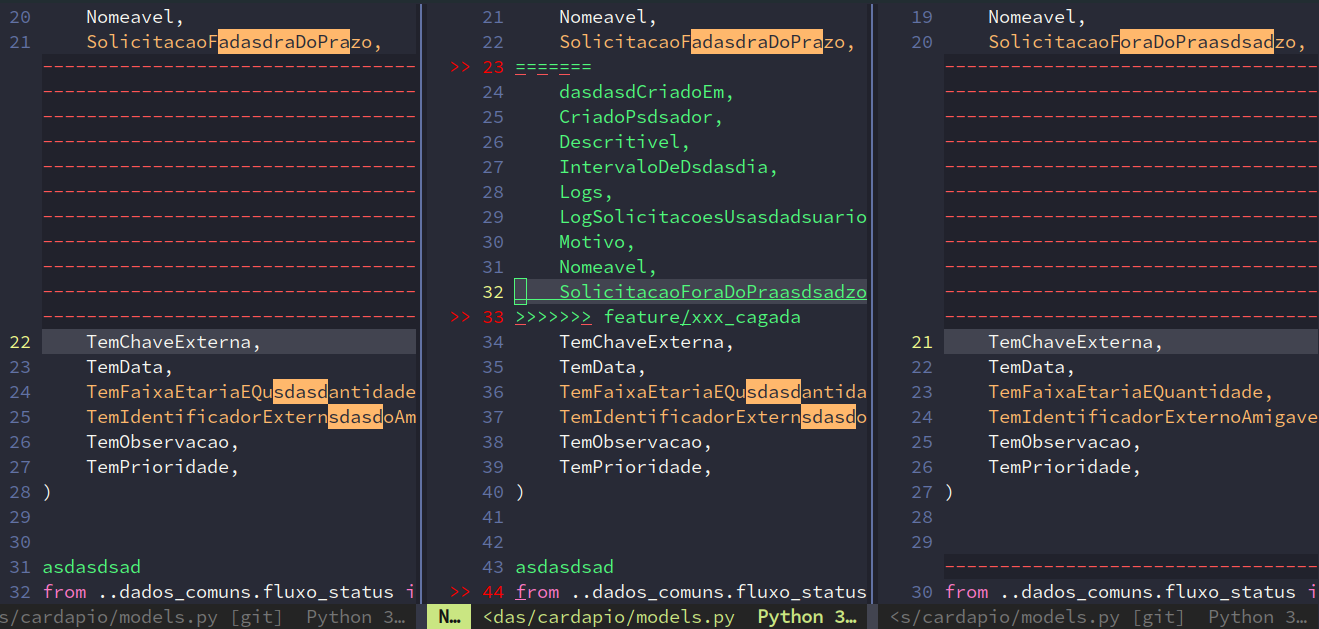 20 Nomeavel,
21 SolicitacaoFadasdraDoPrazo,
22 TemChaveExterna,
23 TemData,
24 TemFaixaEtariaEQusdasdantidade
25 TemIdentificadorExternsdasdoAm
26 TemObservacao,
27 TemPrioridade,
28 )
29
30
31 asdasdsad
32 from ..dados_comuns.fluxo_status i
s/cardapio/models.py [git] Python 3…
21 Nomeavel,
22 SolicitacaoFadasdraDoPrazo,
>> 23 =======
24 dasdasdCriadoEm,
25 CriadoPsdsador,
26 Descritivel,
27 IntervaloDeDsdasdia,
28 Logs,
29 LogSolicitacoesUsasdadsuario
30 Motivo,
31 Nomeavel,
32 SolicitacaoForaDoPraasdsadzo
>> 33 >>>>>>> feature/xxx_cagada
34 TemChaveExterna,
35 TemData,
36 TemFaixaEtariaEQusdasdantida
37 TemIdentificadorExternsdasdo
38 TemObservacao,
39 TemPrioridade,
40 )
41
42
43 asdasdsad
>> 44 from ..dados_comuns.fluxo_status
N… <das/cardapio/models.py Python 3…
19 Nomeavel,
20 SolicitacaoForaDoPraasdsadzo,
21 TemChaveExterna,
22 TemData,
23 TemFaixaEtariaEQuantidade,
24 TemIdentificadorExternoAmigave
25 TemObservacao,
26 TemPrioridade,
27 )
28
29
30 from ..dados_comuns.fluxo_status i
<s/cardapio/models.py [git] Python 3…